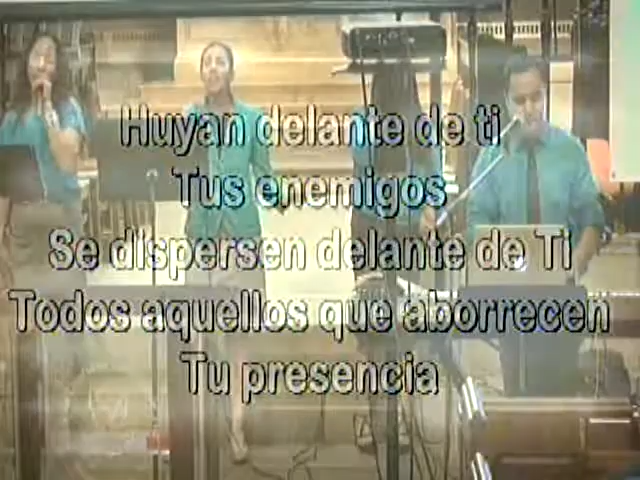 Huyan delante de ti
Tus enemigos
Se dispersen delante de Ti
Todos aquellos que aborrecen
Tu presencia